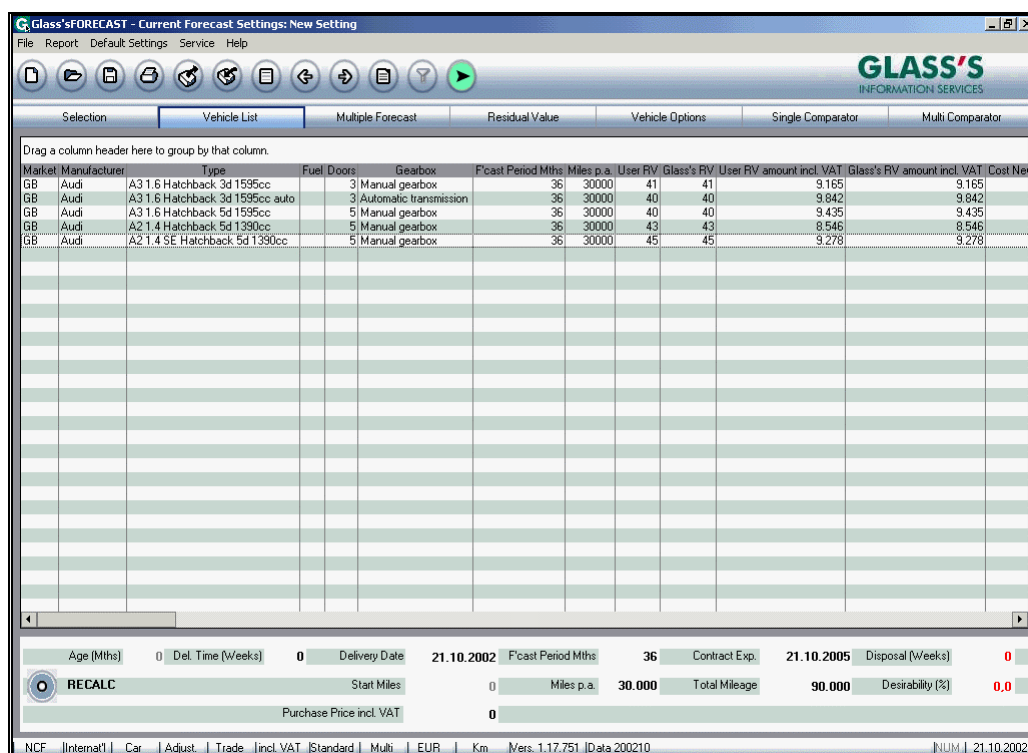 Glass'sFORECAST - Current Forecast Settings: New Setting
File Report Default Settings Service Help
GLASS'S
INFORMATION SERVICES
Selection Vehicle List Multiple Forecast Residual Value Vehicle Options Single Comparator Multi Comparator
Drag a column header here to group by that column.
Market Manufacturer Type Fuel Doors Gearbox F'cast Period Mths Miles p.a. User RV Glass's RV User RV amount incl. VAT Glass's RV amount incl. VAT Cost Ne
GB Audi A3 1.6 Hatchback 3d 1595cc 3 Manual gearbox 36 30000 41 41 9.165 9.165
GB Audi A3 1.6 Hatchback 3d 1595cc auto 3 Automatic transmission 36 30000 40 40 9.842 9.842
GB Audi A3 1.6 Hatchback 5d 1595cc 5 Manual gearbox 36 30000 40 40 9.435 9.435
GB Audi A2 1.4 Hatchback 5d 1390cc 5 Manual gearbox 36 30000 43 43 8.546 8.546
GB Audi A2 1.4 SE Hatchback 5d 1390cc 5 Manual gearbox 36 30000 45 45 9.278 9.278
Age (Mths) 0 Del. Time (Weeks) 0 Delivery Date 21.10.2002 F'cast Period Mths 36 Contract Exp. 21.10.2005 Disposal (Weeks) 0
RECALC Start Miles 0 Miles p.a. 30.000 Total Mileage 90.000 Desirability (%) 0,0
Purchase Price incl. VAT 0
NCF Internat'l Car Adjust. Trade incl. VAT Standard Multi EUR Km Vers. 1.17.751 Data 200210 NUM 21.10.2002